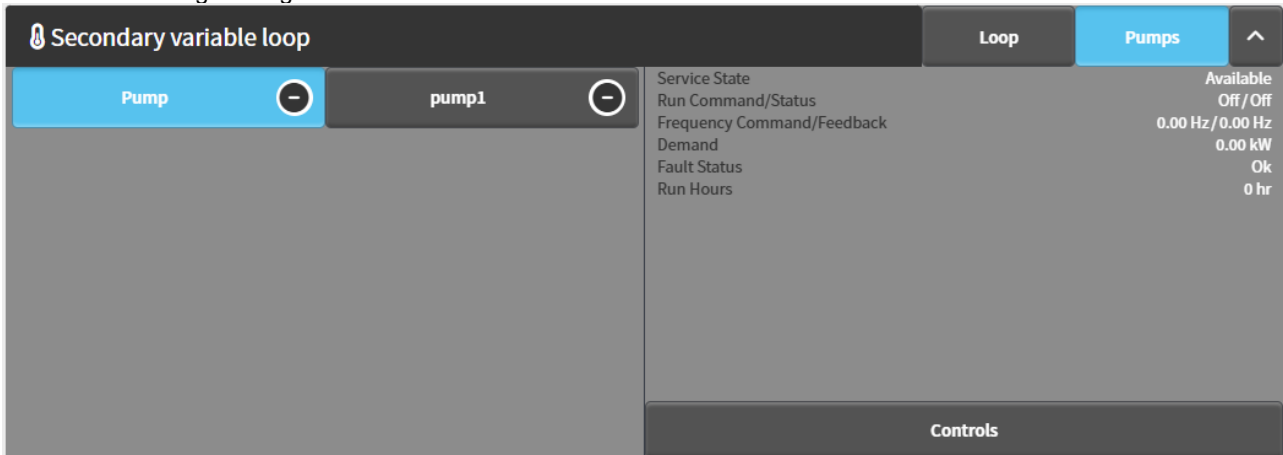 Secondary variable loop
Loop
Pumps
Pump
pump1
Service State Available
Run Command/Status Off/Off
Frequency Command/Feedback 0.00 Hz/0.00 Hz
Demand 0.00 kW
Fault Status Ok
Run Hours 0 hr
Controls